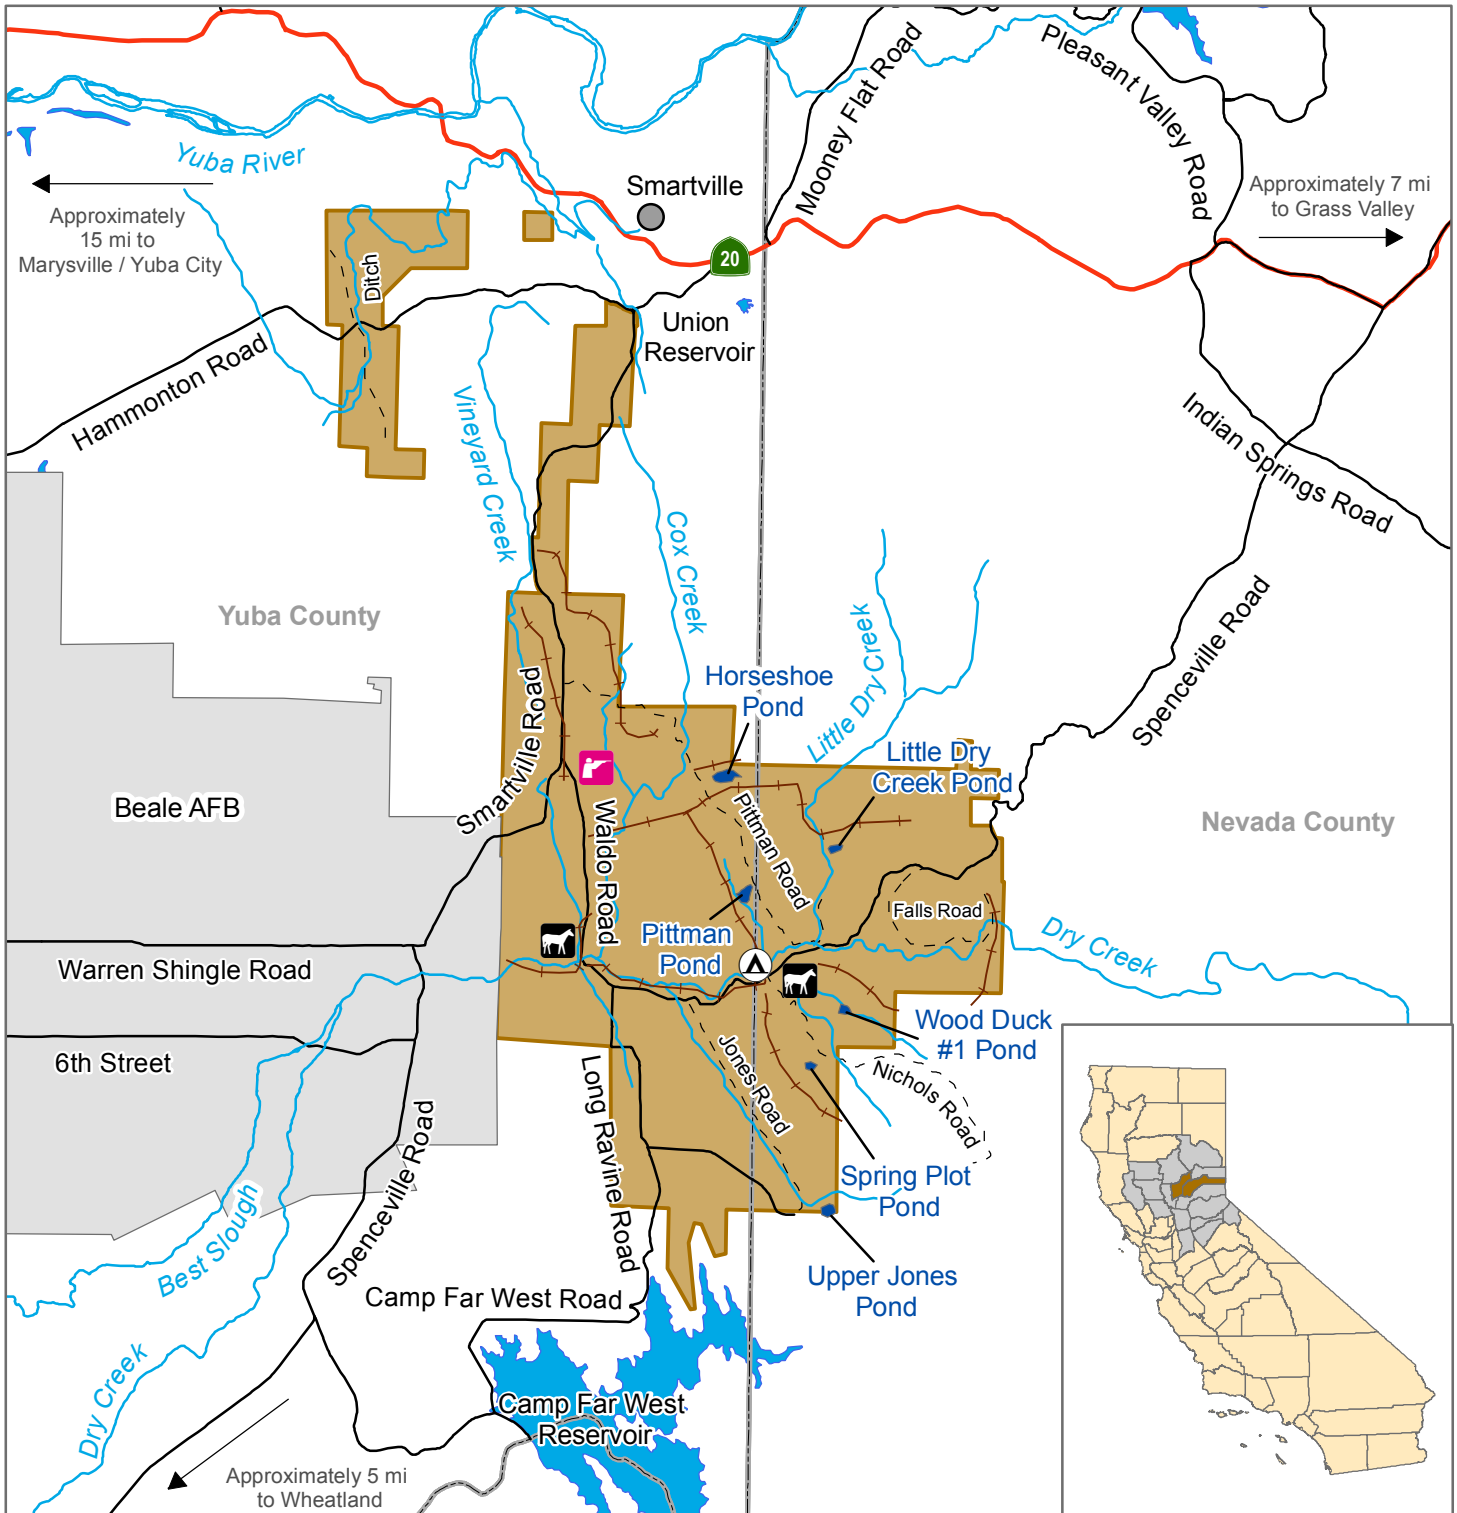 Mooney Flat Road
Pleasant Valley Road
Yuba River
Smartville
Approximately 7 mi
to Grass Valley
Approximately
15 mi to
Marysville / Yuba City
20
Ditch
Union
Reservoir
Hammonton Road
Vineyard Creek
Indian Springs Road
Cox Creek
Yuba County
Spenceville Road
Little Dry Creek
Horseshoe
Pond
Smartville Road
Little Dry
Creek Pond
Beale AFB
Waldo Road
Pittman Road
Nevada County
Falls Road
Pittman
Pond
Dry Creek
Warren Shingle Road
Wood Duck
#1 Pond
6th Street
Jones Road
Nichols Road
Long Ravine Road
Spenceville Road
Spring Plot
Pond
Best Slough
Upper Jones
Pond
Camp Far West Road
Dry Creek
Camp Far West
Reservoir
Approximately 5 mi
to Wheatland